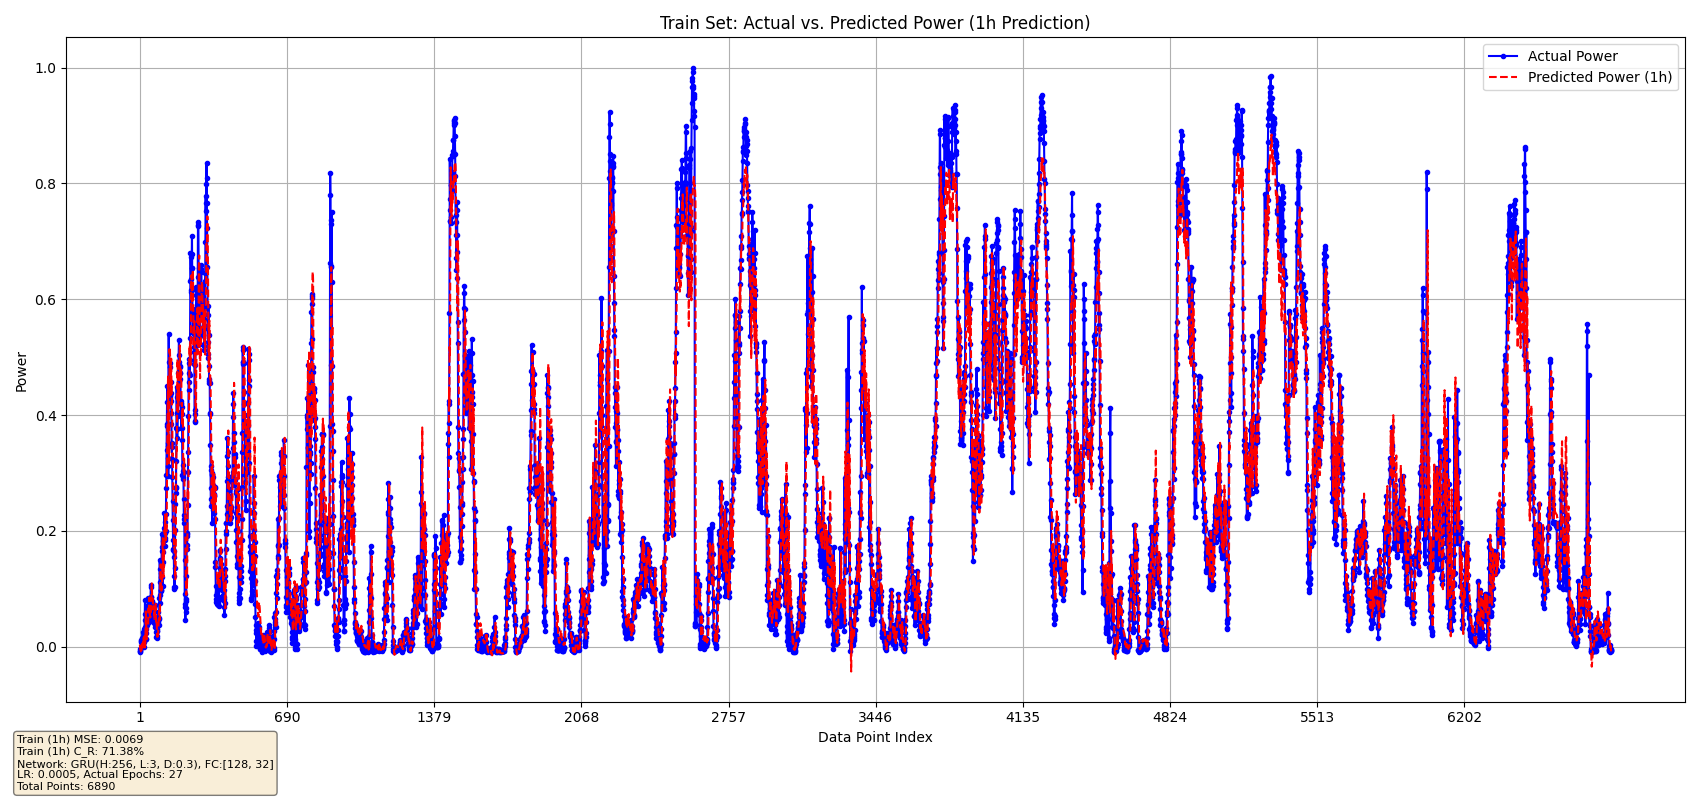 Train Set: Actual vs. Predicted Power (1h Prediction)
Actual Power
Predicted Power (1h)
1.0
0.8
0.6
0.4
0.2
0.0
Power
1 690 1379 2068 2757 3446 4135 4824 5513 6202
Data Point Index
Train (1h) MSE: 0.0069
Train (1h) C_R: 71.38%
Network: GRU(H:256, L:3, D:0.3), FC:[128, 32]
LR: 0.0005, Actual Epochs: 27
Total Points: 6890